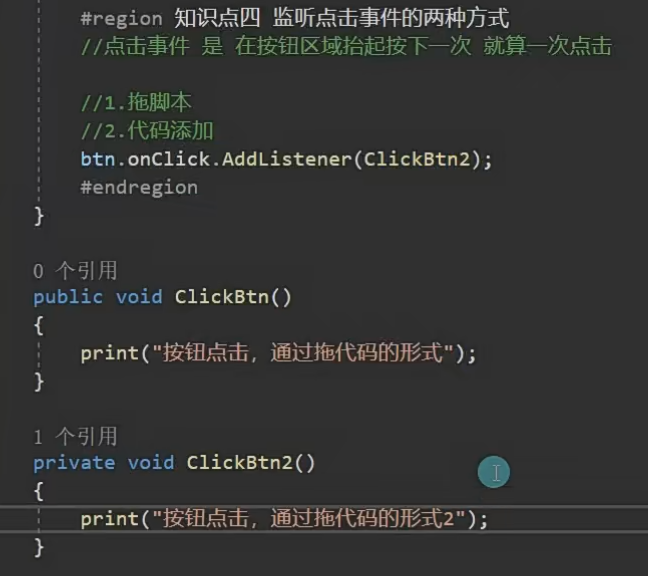 #region 知识点四 监听点击事件的两种方式
//点击事件 是 在按钮区域抬起按下一次 就算一次点击
//1.拖脚本
//2.代码添加
btn.onClick.AddListener(ClickBtn2);
#endregion
}
0 个引用
public void ClickBtn()
{
print("按钮点击，通过拖代码的形式");
}
1 个引用
private void ClickBtn2()
{
print("按钮点击，通过拖代码的形式2");
}